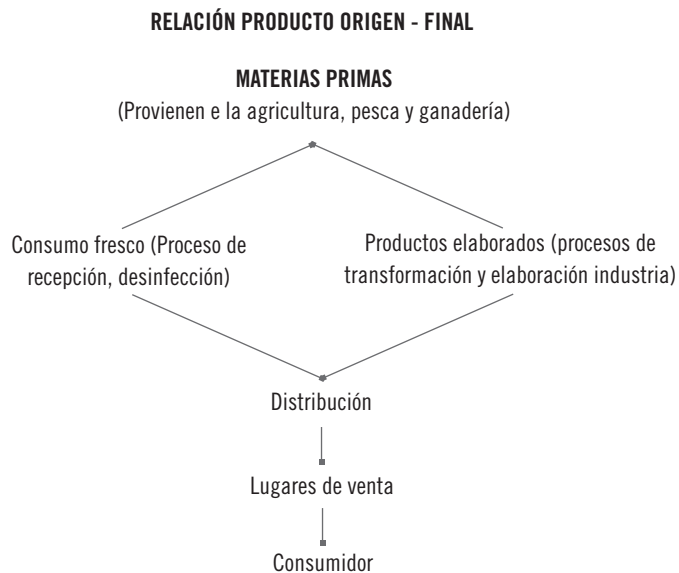 RELACIÓN PRODUCTO ORIGEN - FINAL
MATERIAS PRIMAS
(Provienen e la agricultura, pesca y ganadería)
Consumo fresco (Proceso de
recepción, desinfección)
Productos elaborados (procesos de
transformación y elaboración industria)
Distribución
Lugares de venta
Consumidor